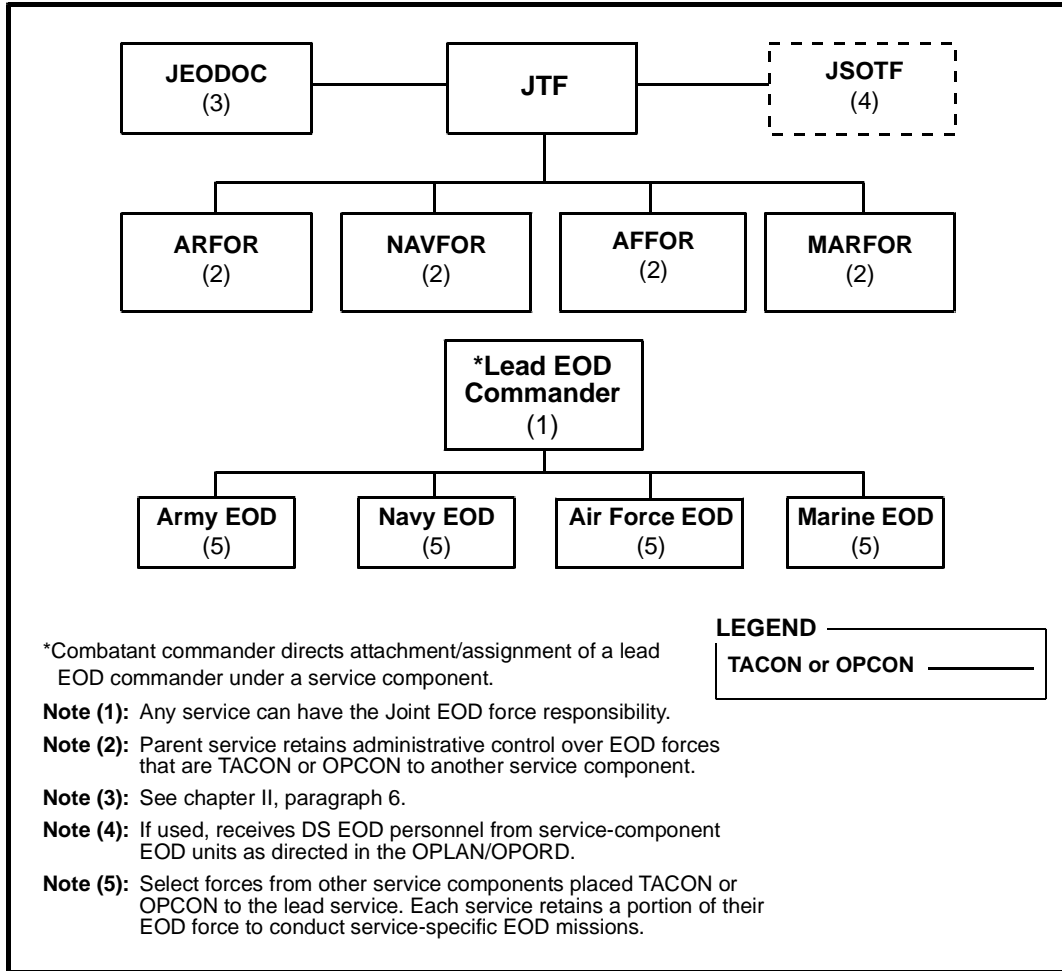 JEODOC
(3)
JTF
JSOTF
(4)
ARFOR
(2)
NAVFOR
(2)
AFFOR
(2)
MARFOR
(2)
*Lead EOD
Commander
(1)
Army EOD
(5)
Navy EOD
(5)
Air Force EOD
(5)
Marine EOD
(5)
LEGEND
TACON or OPCON
*Combatant commander directs attachment/assignment of a lead
EOD commander under a service component.
Note (1): Any service can have the Joint EOD force responsibility.
Note (2): Parent service retains administrative control over EOD forces
that are TACON or OPCON to another service component.
Note (3): See chapter II, paragraph 6.
Note (4): If used, receives DS EOD personnel from service-component
EOD units as directed in the OPLAN/OPORD.
Note (5): Select forces from other service components placed TACON or
OPCON to the lead service. Each service retains a portion of their
EOD force to conduct service-specific EOD missions.